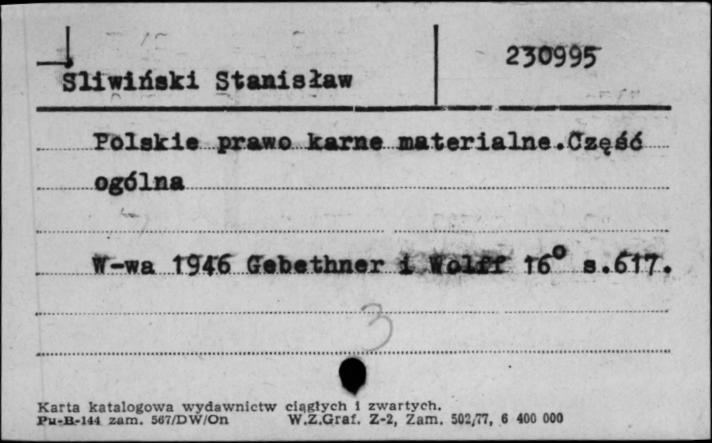 230995
Śliwiński Stanisław
Polskie prawo karne materialne.Część
ogólna
W-wa 1946 Gebethner i Wolff 16° s.617.
3
Karta katalogowa wydawnictw ciągłych i zwartych.
Pu-B-144 zam. 567/DW/On W.Z.Graf. Z-2, Zam. 502/77, 6 400 000